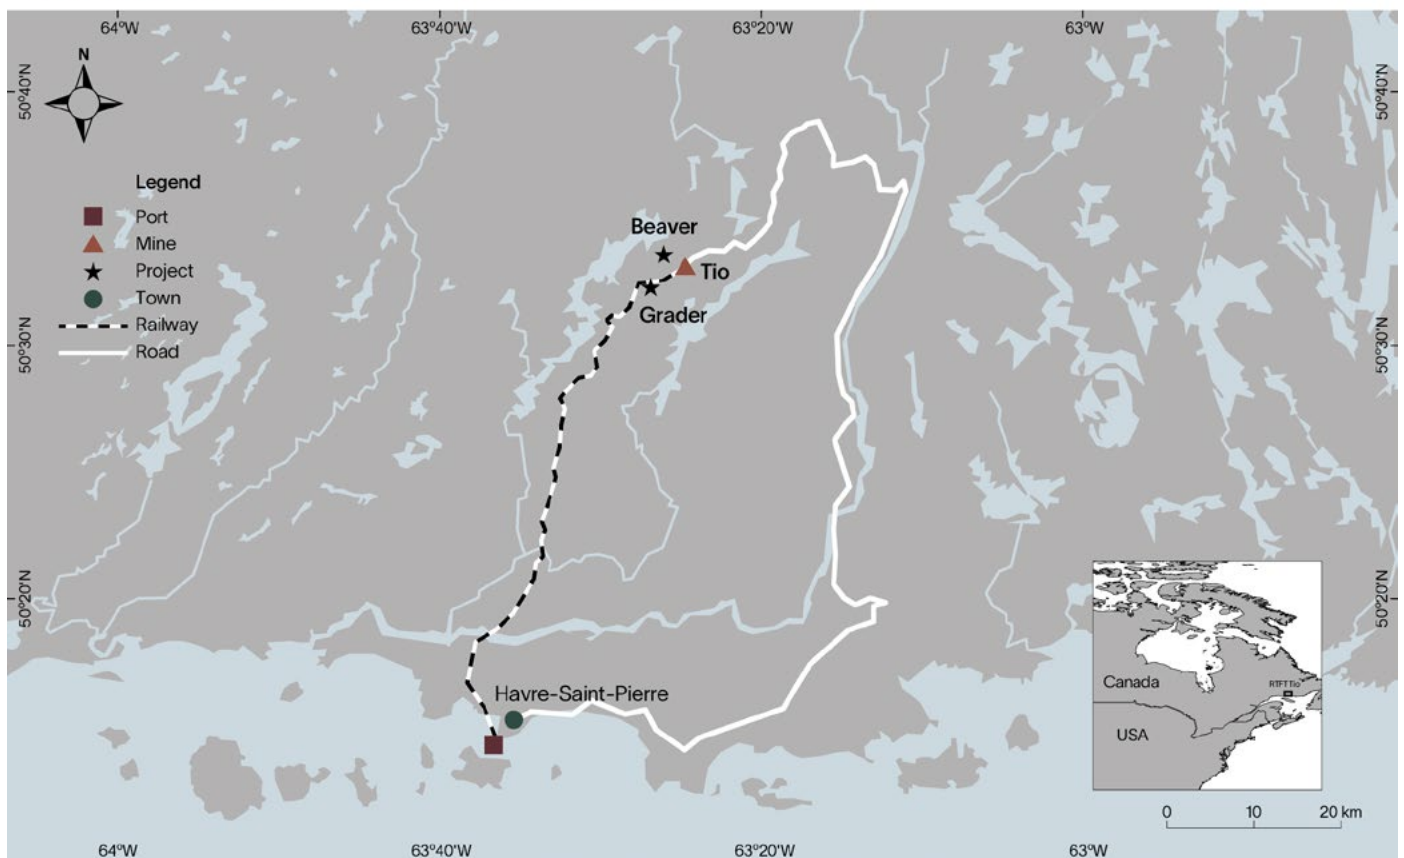 64°W
63°40'W
63°20'W
63°W
50°40'N
50°40'N
N
Legend
Port
Mine
Project
Town
Railway
Road
Beaver
Tio
Grader
50°30'N
50°30'N
50°20'N
50°20'N
Havre-Saint-Pierre
Canada
RTFT Tio
USA
0 10 20 km
64°W
63°40'W
63°20'W
63°W